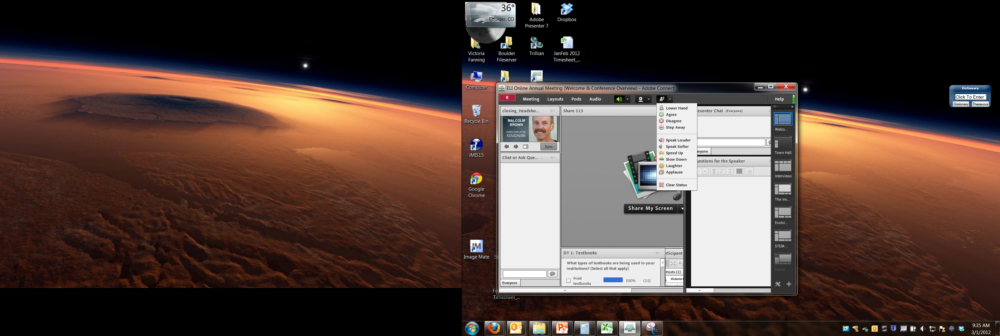 36°
Boulder, CO
Adobe
Presenter 7
Dropbox
Victoria
Fanning
Boulder
Fileserver
Trillian
JanFeb 2012
Timesheet_...
Computer
Recycle Bin
iMIS15
Google
Chrome
Image Mate
Timesheet_...
ELI Online Annual Meeting (Welcome & Conference Overview) - Adobe Connect
E
Meeting
Layouts
Pods
Audio
Help
closing_Headsho...
MALCOLM
BROWN
DIRECTOR OF ELI
EDUCAUSE
Sync
Chat or Ask Que... ..
Everyone
Share 113
Share My Screen
Lower Hand
Agree
Disagree
Step Away
Speak Louder
Speak Softer
Speed Up
Slow Down
Laughter
Applause
Clear Status
DT 1: Textbooks
What types of textbooks are being used in your
institutions? (Select all that apply)
Print
textbooks
100%
(15)
rticipant
Hosts (1)
Victoria
esenter Chat (Everyone)
eryone
uestions for the Speaker
Welco...
Town Hall
Interviews
The Im...
Evolvi...
STEM ...
Social ...
Dictionary
Click To Enter
Dictionary
Thesaurus
9:35 AM
3/1/2012